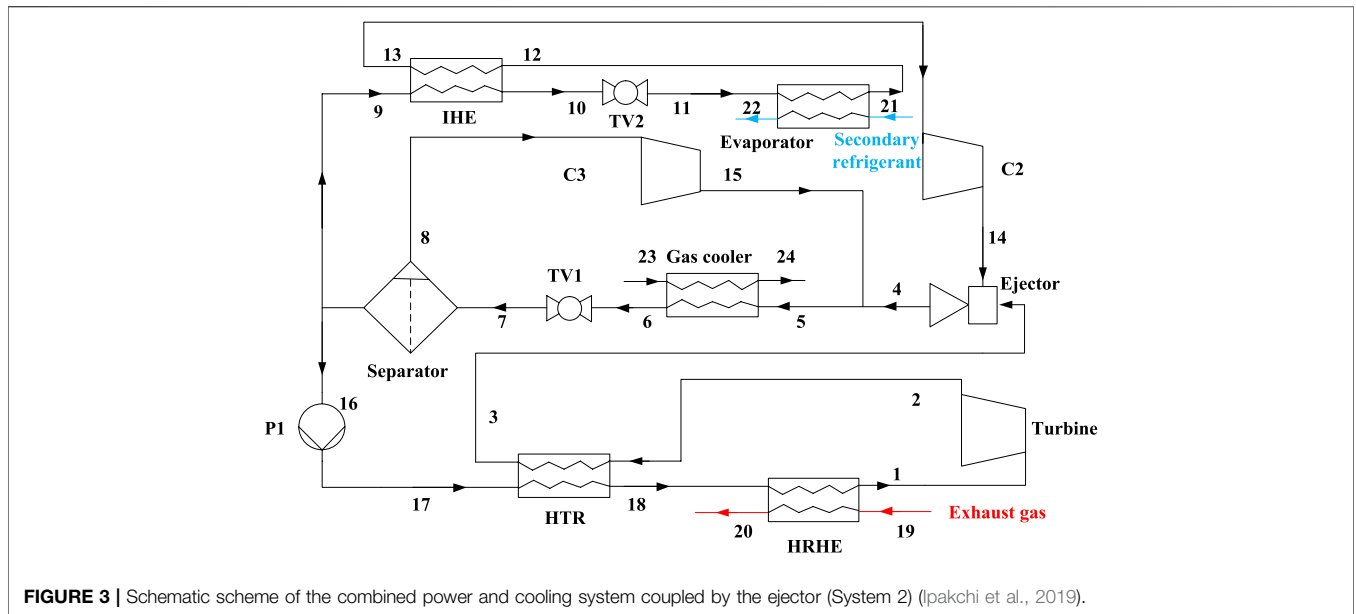 13 12
9 IHE 10 TV2 11 22 21
Evaporator Secondary
refrigerant
C3 15 C2
8 14
23 Gas cooler 24
TV1 Ejector
4
7 6 5
Separator
3 2
16
P1 Turbine
1
17 18
HTR 20 19 Exhaust gas
HRHE
FIGURE 3 | Schematic scheme of the combined power and cooling system coupled by the ejector (System 2) (Ipakchi et al., 2019).